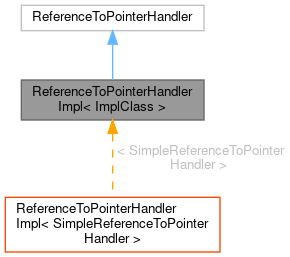 ReferenceToPointerHandler
ReferenceToPointerHandler
Impl< ImplClass >
< SimpleReferenceToPointer
Handler >
ReferenceToPointerHandler
Impl< SimpleReferenceToPointer
Handler >